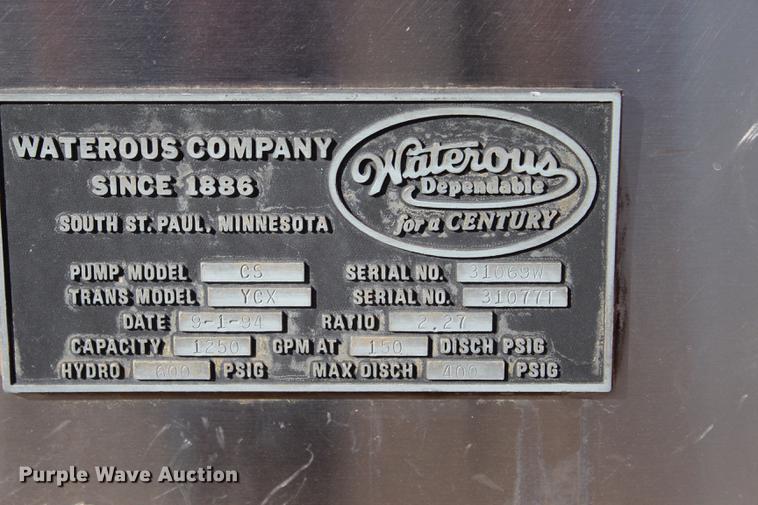 WATEROUS COMPANY
SINCE 1886
SOUTH ST. PAUL, MINNESOTA
Waterous
Dependable
for a CENTURY
PUMP MODEL CS SERIAL NO. 31069W
TRANS MODEL YCX SERIAL NO. 31077T
DATE 9-1-94 RATIO 2.27
CAPACITY 1250 GPM AT 150 DISCH PSIG
HYDRO 600 PSIG MAX DISCH 400 PSIG
Purple Wave Auction